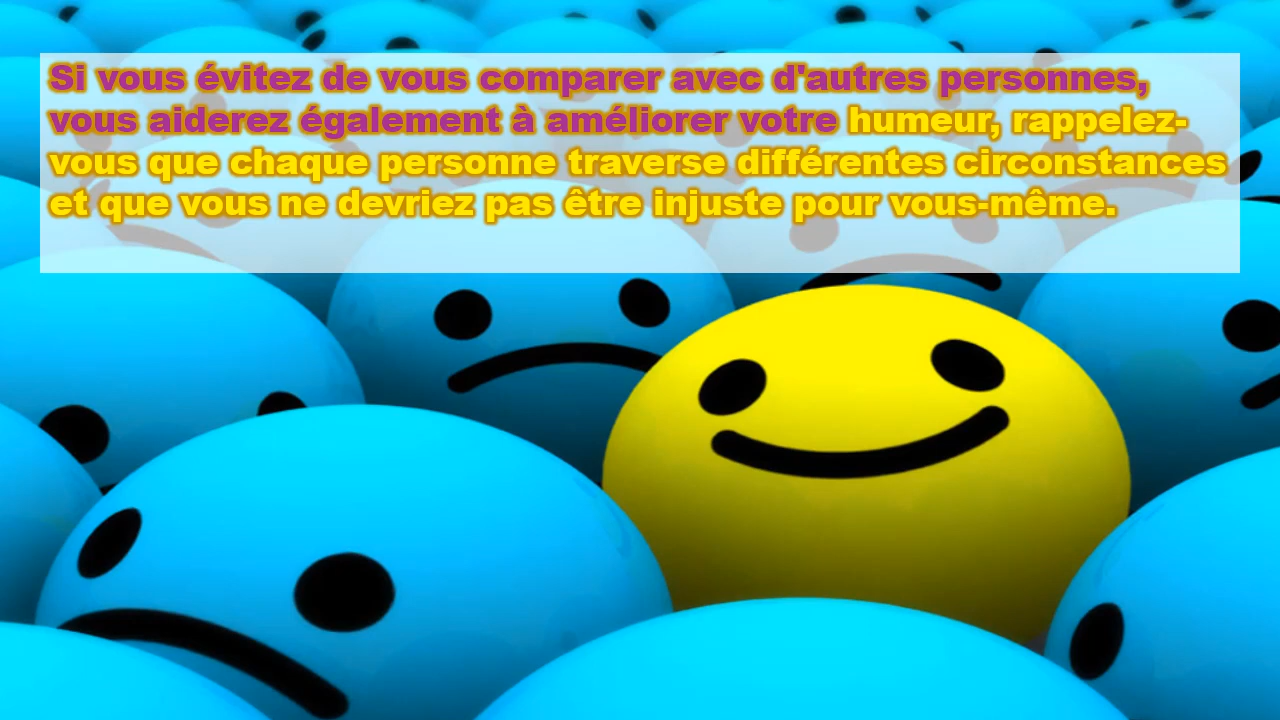 Si vous évitez de vous comparer avec d'autres personnes,
vous aiderez également à améliorer votre humeur, rappelez-
vous que chaque personne traverse différentes circonstances
et que vous ne devriez pas être injuste pour vous-même.